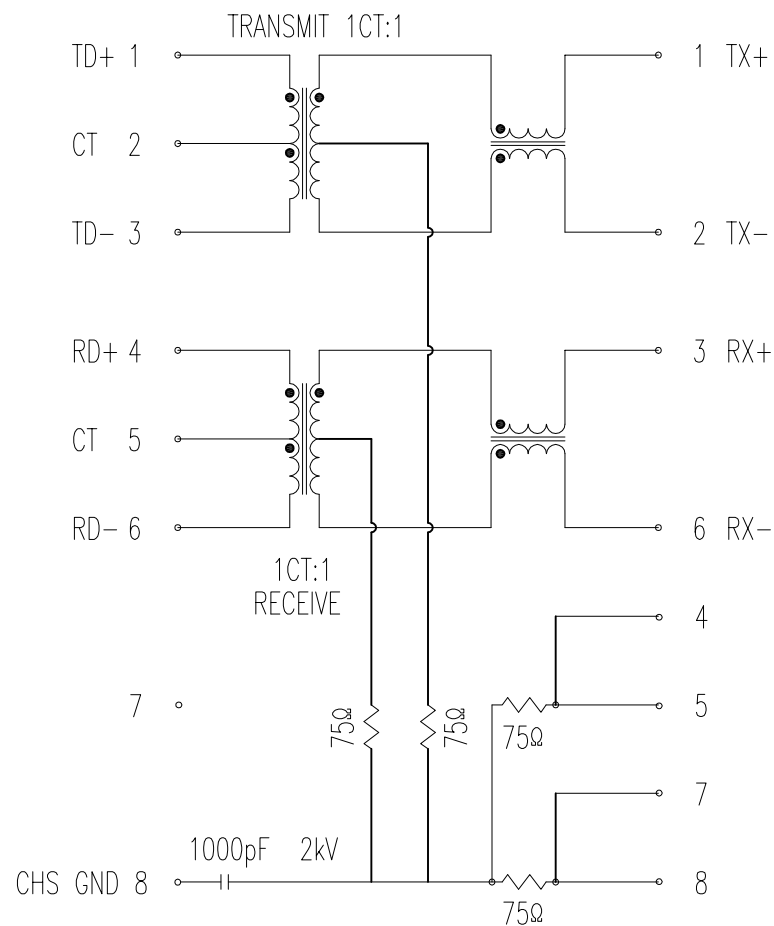 TRANSMIT 1CT:1
TD+ 1
1 TX+
CT 2
TD- 3
2 TX-
RD+ 4
3 RX+
CT 5
RD- 6
6 RX-
1CT:1
RECEIVE
4
7
5
75Ω
75Ω
75Ω
7
1000pF 2kV
CHS GND 8
8
75Ω